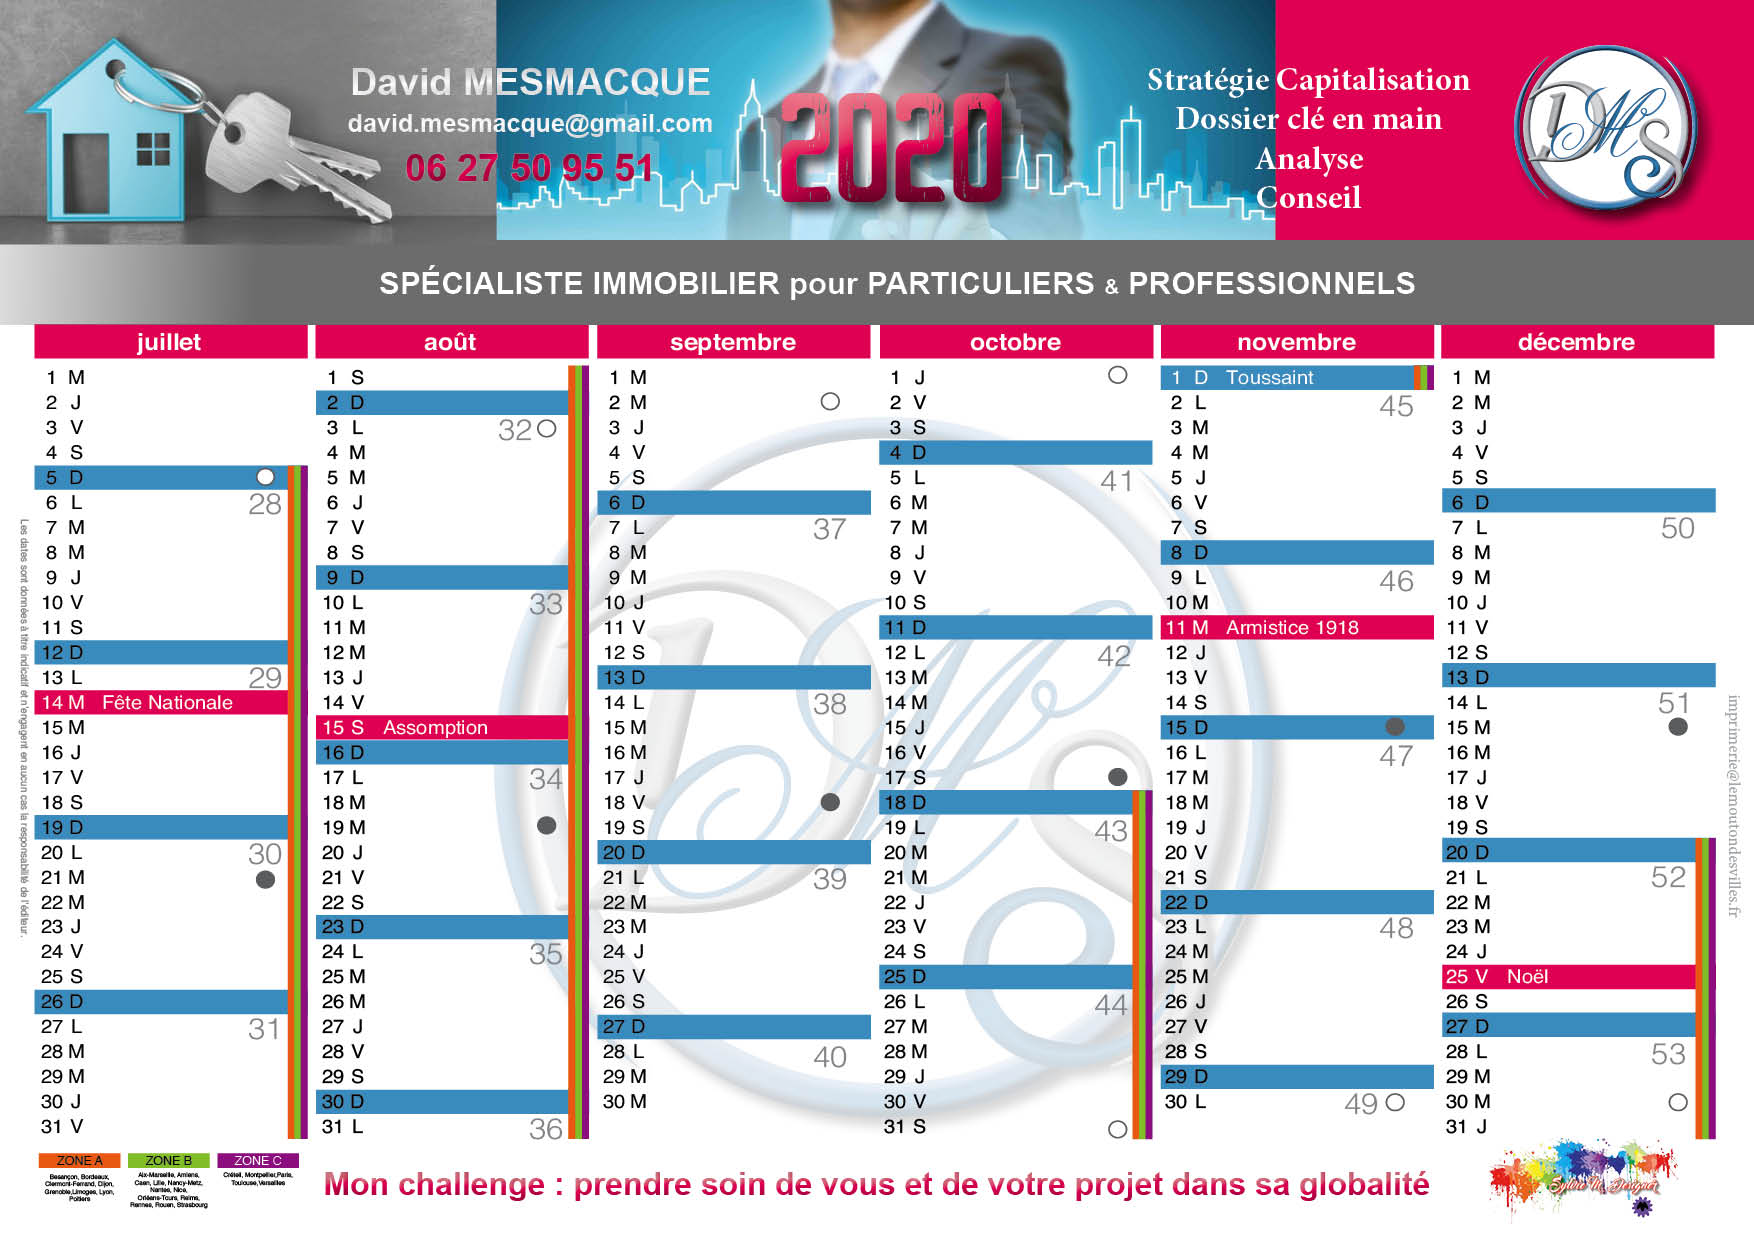 David MESMACQUE
david.mesmacque@gmail.com
06 27 50 95 51
2020
Stratégie Capitalisation
Dossier clé en main
Analyse
Conseil
DMS
SPÉCIALISTE IMMOBILIER pour PARTICULIERS & PROFESSIONNELS
juillet
1 M
2 J
3 V
4 S
5 D
6 L 28
7 M
8 M
9 J
10 V
11 S
12 D
13 L 29
14 M Fête Nationale
15 M
16 J
17 V
18 S
19 D
20 L 30
21 M
22 M
23 J
24 V
25 S
26 D
27 L 31
28 M
29 M
30 J
31 V
août
1 S
2 D
3 L 32
4 M
5 M
6 J
7 V
8 S
9 D
10 L 33
11 M
12 M
13 J
14 V
15 S Assomption
16 D
17 L 34
18 M
19 M
20 J
21 V
22 S
23 D
24 L 35
25 M
26 M
27 J
28 V
29 S
30 D
31 L 36
septembre
1 M
2 M
3 J
4 V
5 S
6 D
7 L 37
8 M
9 M
10 J
11 V
12 S
13 D
14 L 38
15 M
16 M
17 J
18 V
19 S
20 D
21 L 39
22 M
23 M
24 J
25 V
26 S
27 D
28 L 40
29 M
30 M
octobre
1 J
2 V
3 S
4 D
5 L 41
6 M
7 M
8 J
9 V
10 S
11 D
12 L 42
13 M
14 M
15 J
16 V
17 S
18 D
19 L 43
20 M
21 M
22 J
23 V
24 S
25 D
26 L 44
27 M
28 M
29 J
30 V
31 S
novembre
1 D Toussaint
2 L 45
3 M
4 M
5 J
6 V
7 S
8 D
9 L 46
10 M
11 M Armistice 1918
12 J
13 V
14 S
15 D
16 L 47
17 M
18 M
19 J
20 V
21 S
22 D
23 L 48
24 M
25 M
26 J
27 V
28 S
29 D
30 L 49
décembre
1 M
2 M
3 J
4 V
5 S
6 D
7 L 50
8 M
9 M
10 J
11 V
12 S
13 D
14 L 51
15 M
16 M
17 J
18 V
19 S
20 D
21 L 52
22 M
23 M
24 J
25 V Noël
26 S
27 D
28 L 53
29 M
30 M
31 J
Les dates sont données à titre indicatif et n'engagent en aucun cas la responsabilité de l'éditeur.
imprimerie@lemoutondesvilles.fr
ZONE A
Besançon, Bordeaux,
Clermont-Ferrand, Dijon,
Grenoble,Limoges, Lyon,
Poitiers
ZONE B
Aix-Marseille, Amiens,
Caen, Lille, Nancy-Metz,
Nantes, Nice,
Orléans-Tours, Reims,
Rennes, Rouen, Strasbourg
ZONE C
Créteil, Montpellier,Paris,
Toulouse,Versailles
Mon challenge : prendre soin de vous et de votre projet dans sa globalité
Sylvie M. Designer